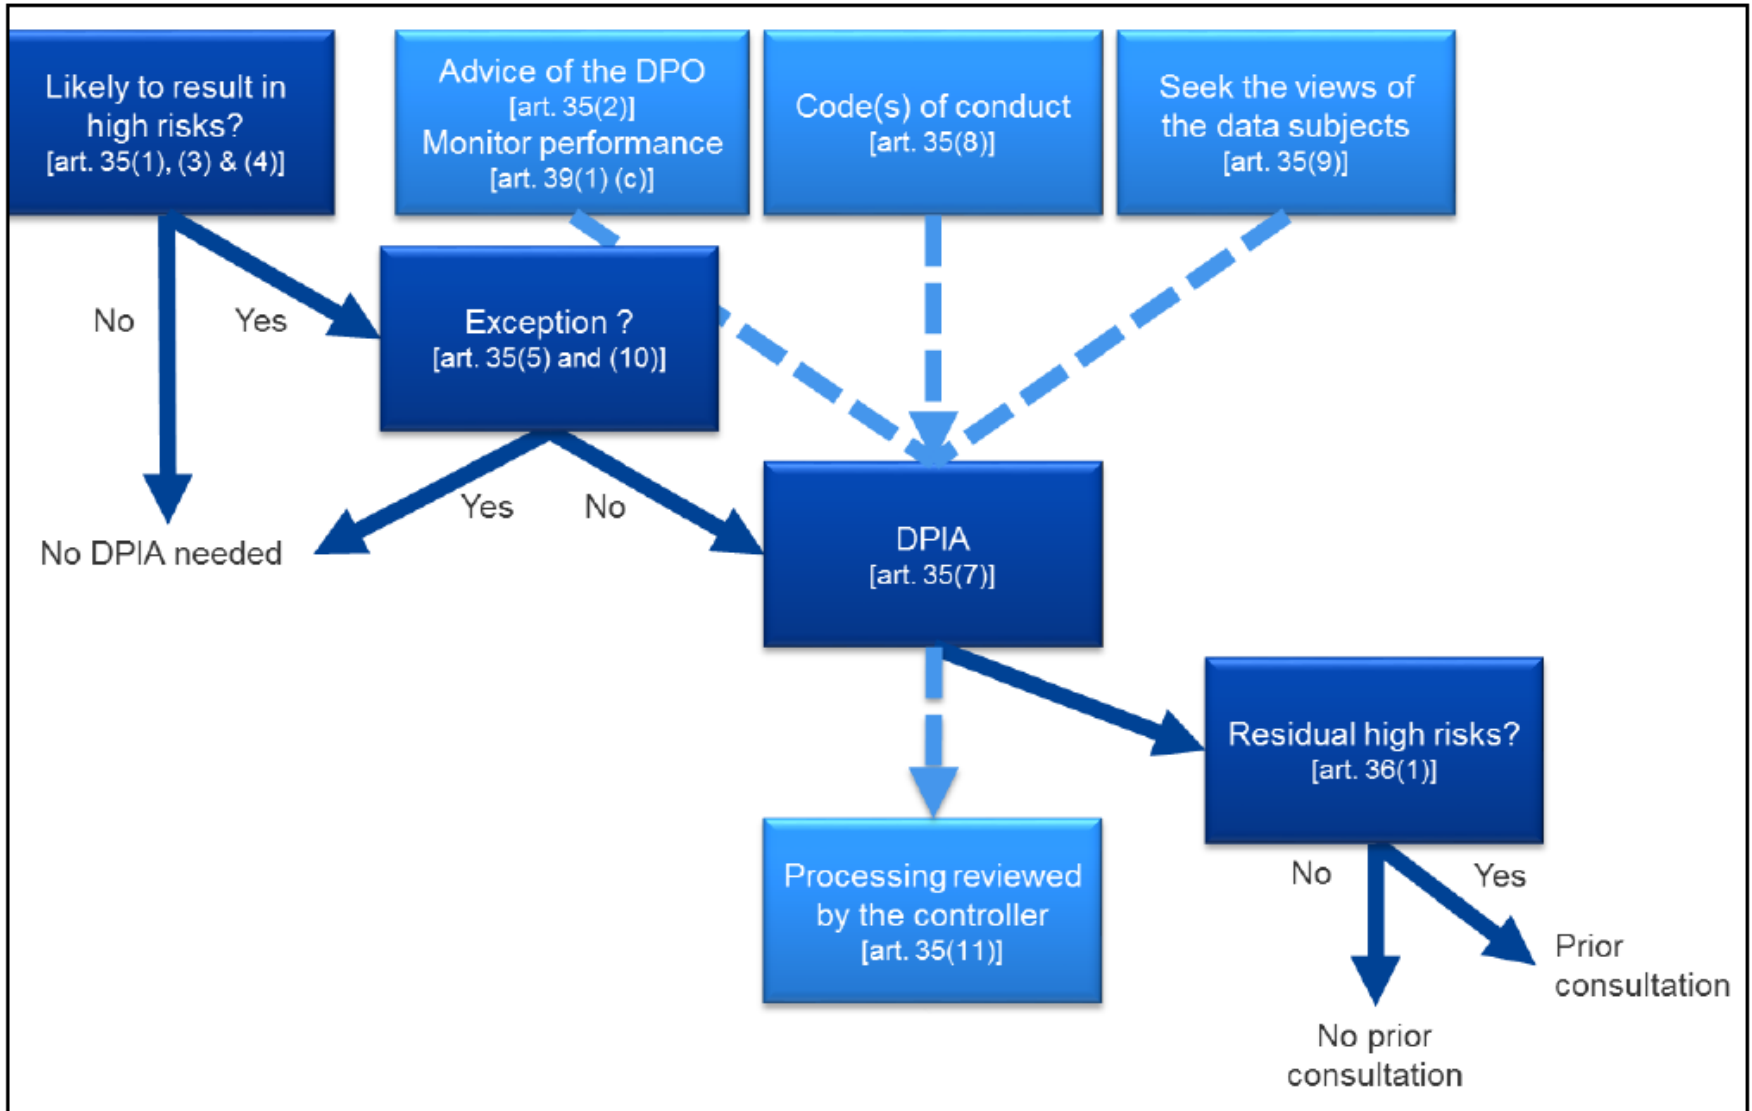 Likely to result in
high risks?
[art. 35(1), (3) & (4)]
Advice of the DPO
[art. 35(2)]
Monitor performance
[art. 39(1) (c)]
Code(s) of conduct
[art. 35(8)]
Seek the views of
the data subjects
[art. 35(9)]
No
Yes
Exception ?
[art. 35(5) and (10)]
Yes
No
No DPIA needed
DPIA
[art. 35(7)]
Residual high risks?
[art. 36(1)]
Processing reviewed
by the controller
[art. 35(11)]
No
Yes
Prior
consultation
No prior
consultation